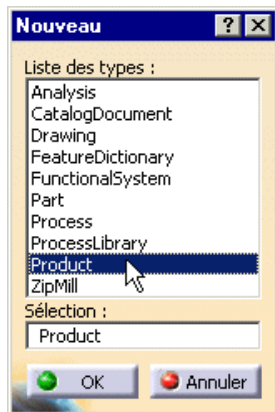 Nouveau
Liste des types :
Analysis
CatalogDocument
Drawing
FeatureDictionary
FunctionalSystem
Part
Process
ProcessLibrary
Product
ZipMill
Sélection :
Product
OK Annuler